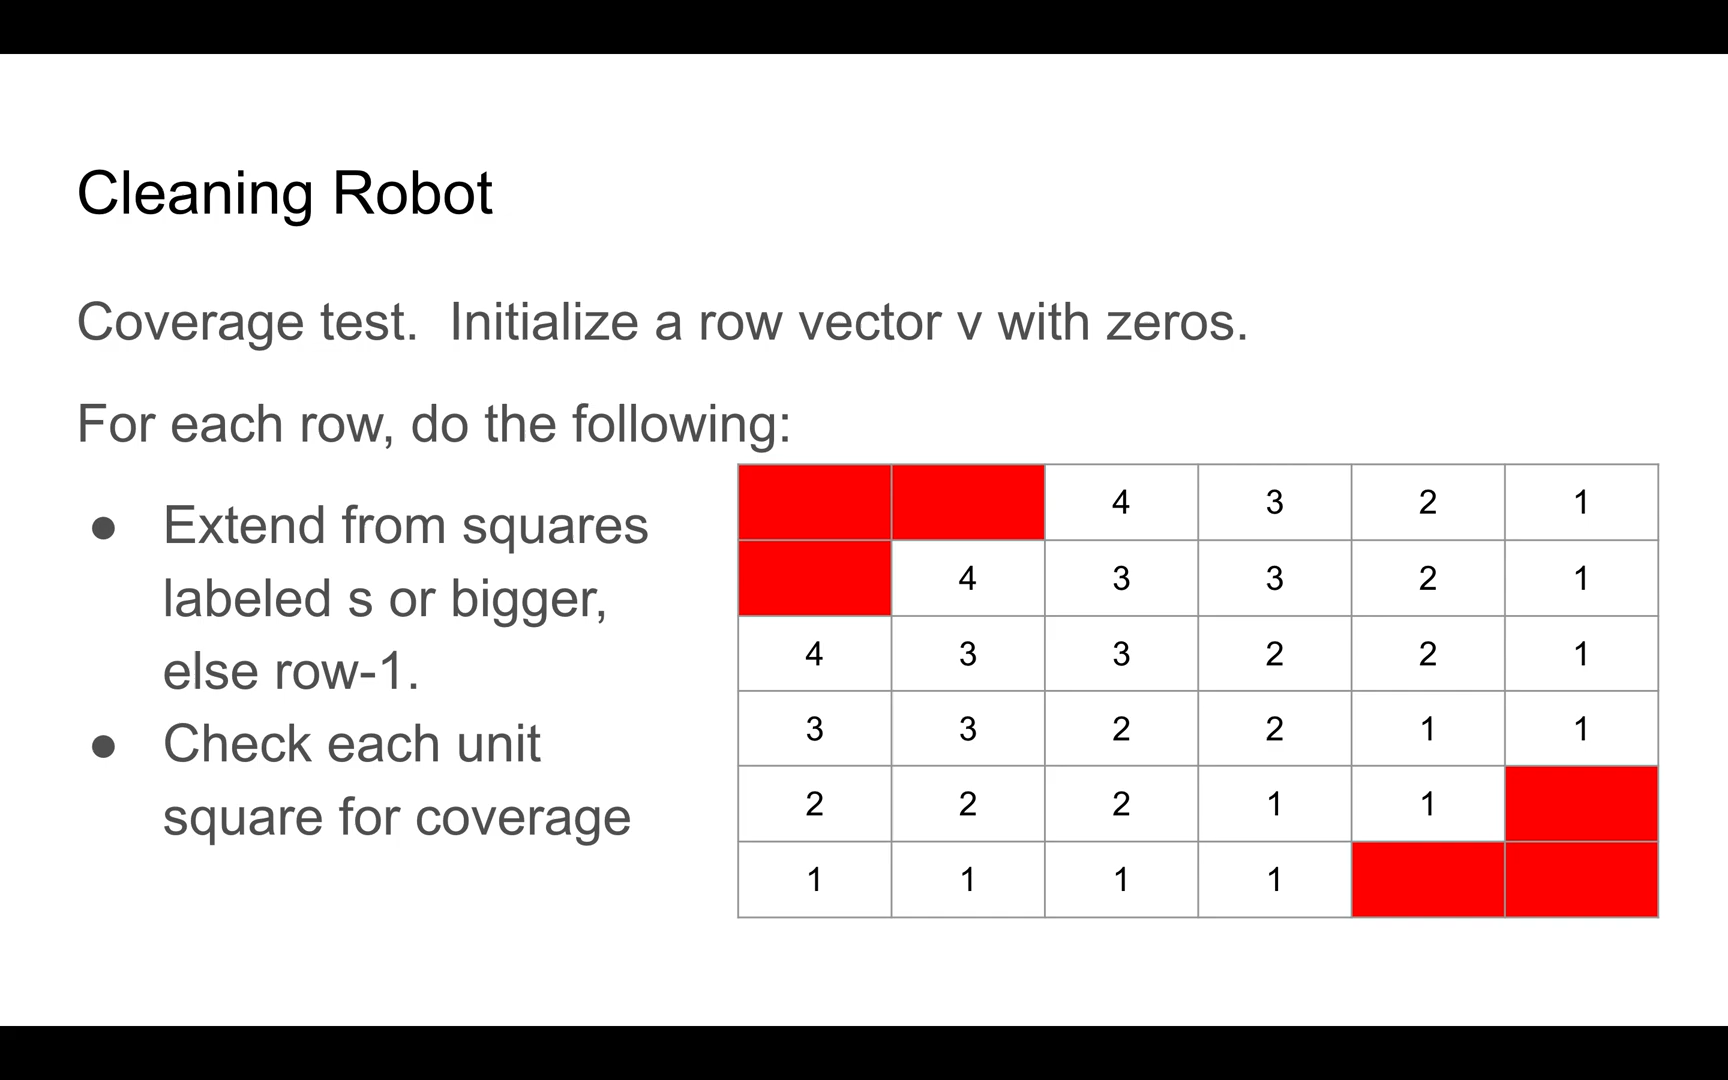 Cleaning Robot
Coverage test. Initialize a row vector v with zeros.
For each row, do the following:
● Extend from squares
labeled s or bigger,
else row-1.
● Check each unit
square for coverage
4 3 2 1
4 3 3 2 1
4 3 3 2 2 1
3 3 2 2 1 1
2 2 2 1 1
1 1 1 1